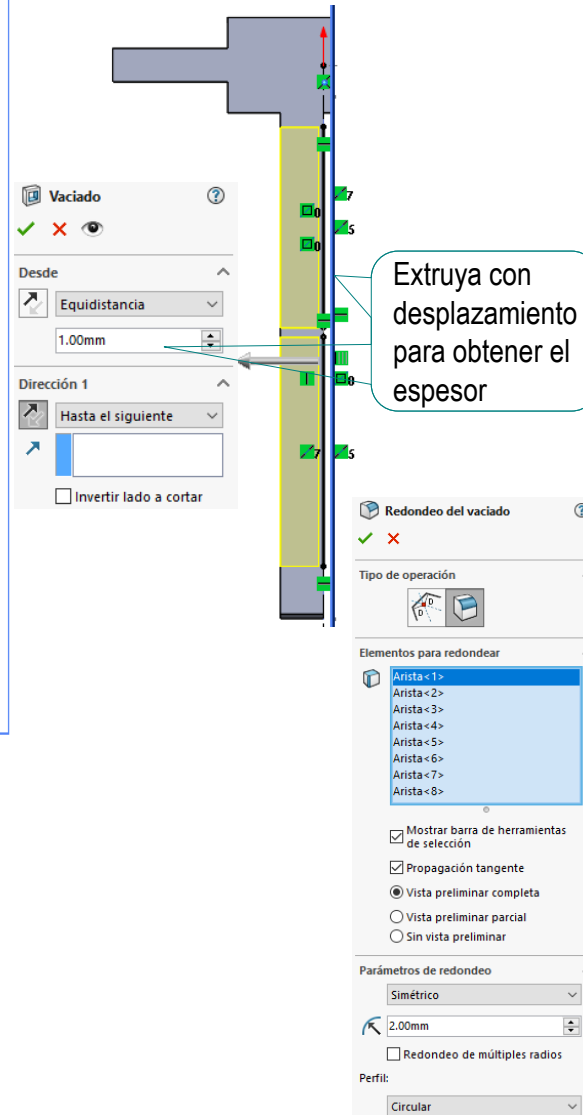 Vaciado
Desde
Equidistancia
1.00mm
Dirección 1
Hasta el siguiente
Invertir lado a cortar
7
5
0
0
0
7
5
Extruya con
desplazamiento
para obtener el
espesor
Redondeo del vaciado
Tipo de operación
Elementos para redondear
Arista<1>
Arista<2>
Arista<3>
Arista<4>
Arista<5>
Arista<6>
Arista<7>
Arista<8>
Mostrar barra de herramientas
de selección
Propagación tangente
Vista preliminar completa
Vista preliminar parcial
Sin vista preliminar
Parámetros de redondeo
Simétrico
2.00mm
Redondeo de múltiples radios
Perfil:
Circular